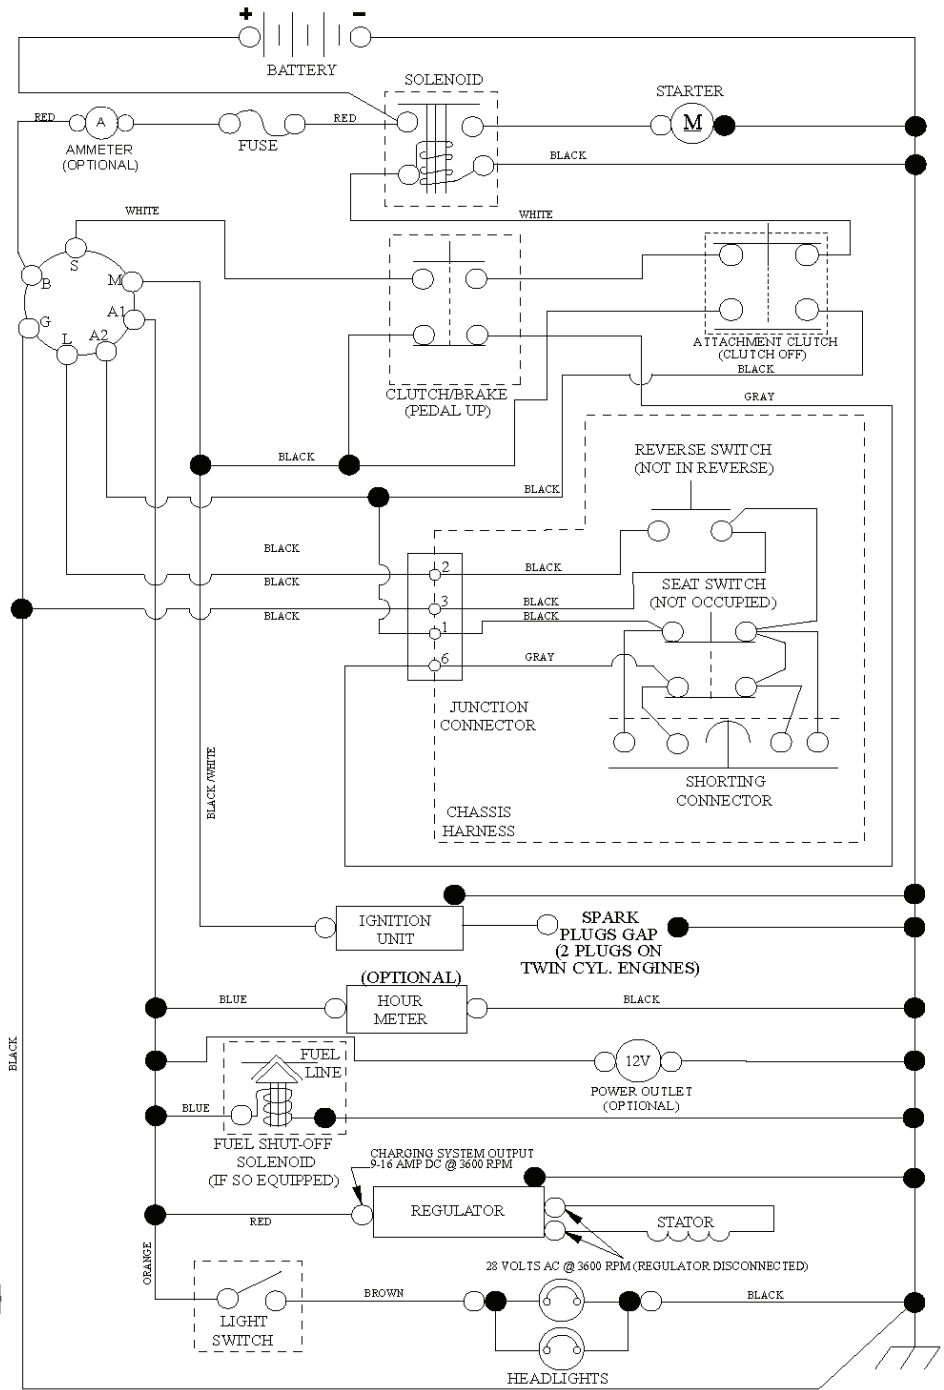 + –
BATTERY
SOLENOID
STARTER
RED
A
AMMETER
(OPTIONAL)
FUSE
RED
M
BLACK
WHITE
WHITE
S
B
M
A1
G
A2
L
CLUTCH/BRAKE
(PEDAL UP)
ATTACHMENT CLUTCH
(CLUTCH OFF)
BLACK
GRAY
BLACK
BLACK
REVERSE SWITCH
(NOT IN REVERSE)
BLACK
2
BLACK
BLACK
SEAT SWITCH
(NOT OCCUPIED)
3
BLACK
BLACK
BLACK
1
6
GRAY
JUNCTION
CONNECTOR
SHORTING
CONNECTOR
BLACK /WHITE
CHASSIS
HARNESS
IGNITION
UNIT
SPARK
PLUGS GAP
(2 PLUGS ON
TWIN CYL. ENGINES)
(OPTIONAL)
HOUR
METER
BLUE
BLACK
BLACK
FUEL
LINE
12V
POWER OUTLET
(OPTIONAL)
BLUE
FUEL SHUT-OFF
SOLENOID
(IF SO EQUIPPED)
CHARGING SYSTEM OUTPUT
9-16 AMP DC @ 3600 RPM
REGULATOR
STATOR
RED
28 VOLTS AC @ 3600 RPM (REGULATOR DISCONNECTED)
ORANGE
LIGHT
SWITCH
BROWN
BLACK
HEADLIGHTS